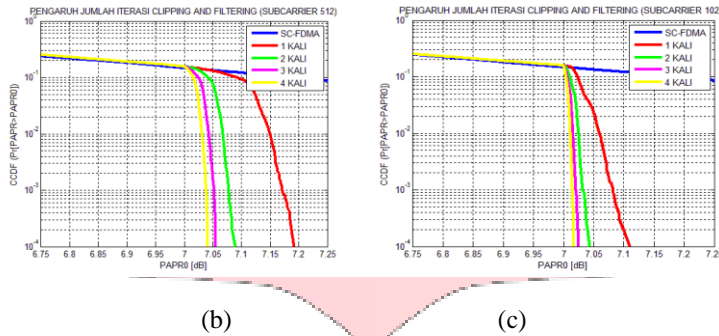 PENGARUH JUMLAH ITERASI CLIPPING AND FILTERING (SUBCARRIER 512)
10^0
SC-FDMA
1 KALI
2 KALI
3 KALI
4 KALI
10^-1
10^-2
10^-3
10^-4
CCDF (Pr[PAPR>PAPR0])
6.75 6.8 6.85 6.9 6.95 7 7.05 7.1 7.15 7.2 7.25
PAPR0 [dB]
(b)
PENGARUH JUMLAH ITERASI CLIPPING AND FILTERING (SUBCARRIER 102
10^0
SC-FDMA
1 KALI
2 KALI
3 KALI
4 KALI
10^-1
10^-2
10^-3
10^-4
CCDF (Pr[PAPR>PAPR0])
6.75 6.8 6.85 6.9 6.95 7 7.05 7.1 7.15 7.2 7.2
PAPR0 [dB]
(c)